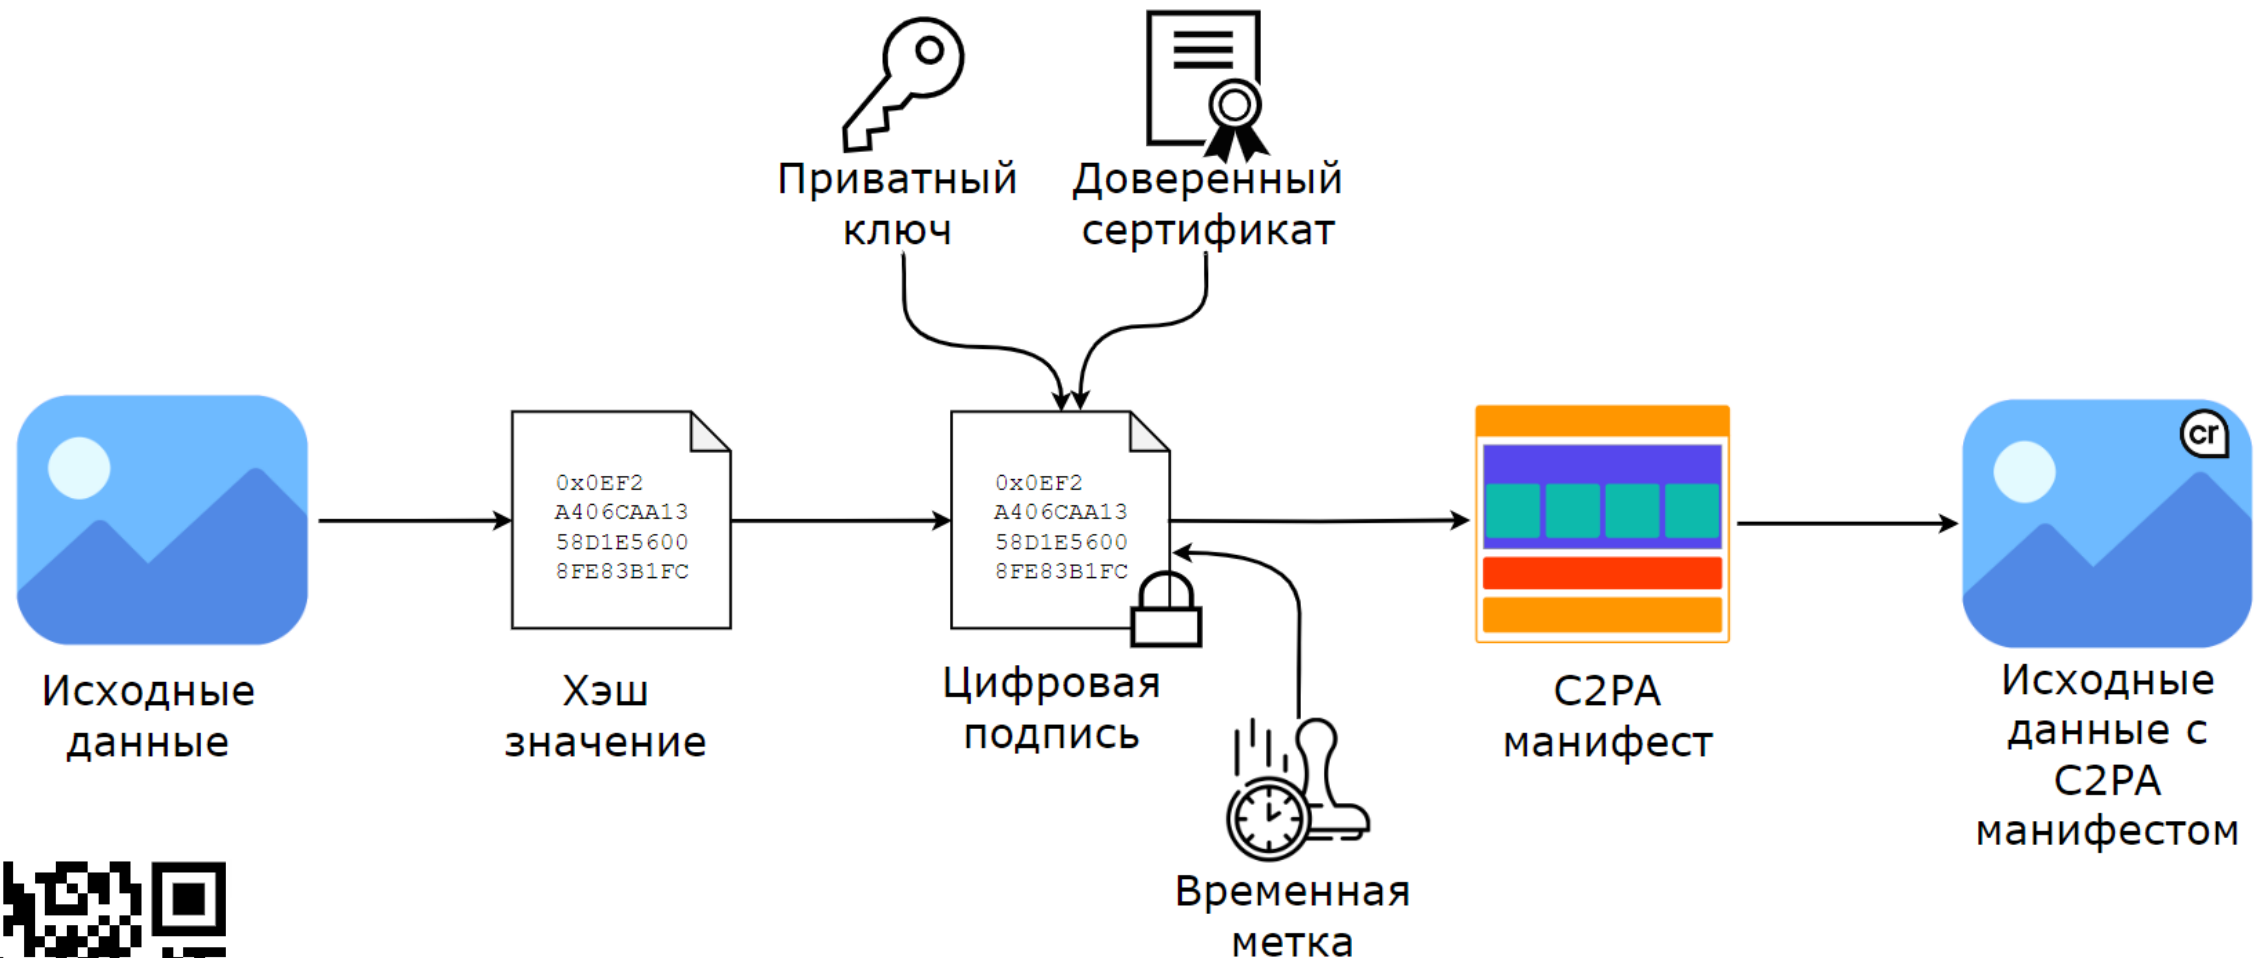 Приватный
ключ
Доверенный
сертификат
cr
0x0EF2
A406CAA13
58D1E5600
8FE83B1FC
0x0EF2
A406CAA13
58D1E5600
8FE83B1FC
Исходные
данные
Хэш
значение
Цифровая
подпись
C2PA
манифест
Исходные
данные с
C2PA
манифестом
Временная
метка